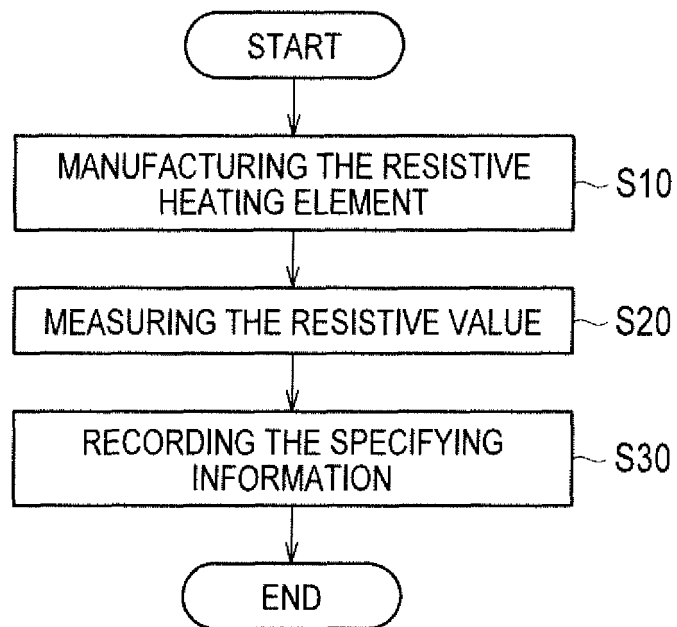 START
MANUFACTURING THE RESISTIVE
HEATING ELEMENT
S10
MEASURING THE RESISTIVE VALUE
S20
RECORDING THE SPECIFYING
INFORMATION
S30
END